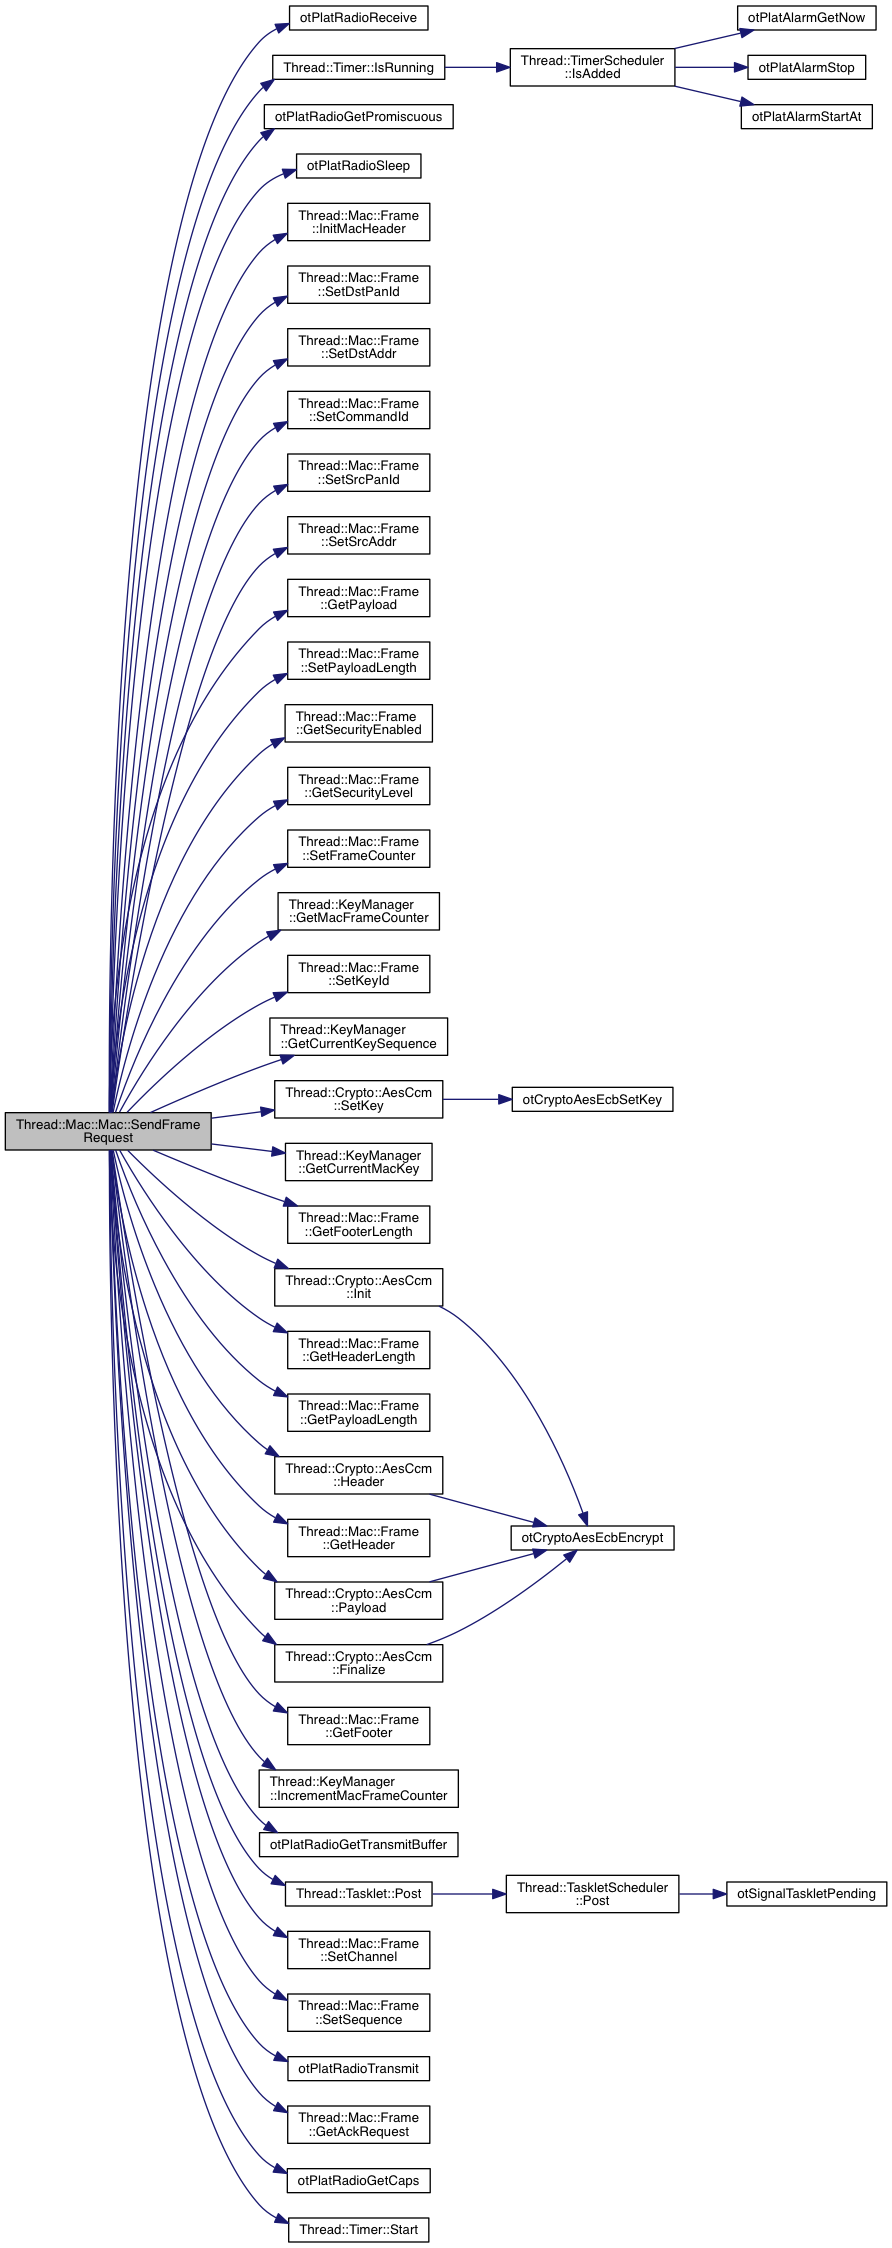 otPlatRadioReceive
Thread::Timer::IsRunning
Thread::TimerScheduler
::IsAdded
otPlatAlarmGetNow
otPlatAlarmStop
otPlatAlarmStartAt
otPlatRadioGetPromiscuous
otPlatRadioSleep
Thread::Mac::Frame
::InitMacHeader
Thread::Mac::Frame
::SetDstPanId
Thread::Mac::Frame
::SetDstAddr
Thread::Mac::Frame
::SetCommandId
Thread::Mac::Frame
::SetSrcPanId
Thread::Mac::Frame
::SetSrcAddr
Thread::Mac::Frame
::GetPayload
Thread::Mac::Frame
::SetPayloadLength
Thread::Mac::Frame
::GetSecurityEnabled
Thread::Mac::Frame
::GetSecurityLevel
Thread::Mac::Frame
::SetFrameCounter
Thread::KeyManager
::GetMacFrameCounter
Thread::Mac::Frame
::SetKeyId
Thread::KeyManager
::GetCurrentKeySequence
Thread::Crypto::AesCcm
::SetKey
otCryptoAesEcbSetKey
Thread::Mac::Mac::SendFrame
Request
Thread::KeyManager
::GetCurrentMacKey
Thread::Mac::Frame
::GetFooterLength
Thread::Crypto::AesCcm
::Init
Thread::Mac::Frame
::GetHeaderLength
Thread::Mac::Frame
::GetPayloadLength
Thread::Crypto::AesCcm
::Header
Thread::Mac::Frame
::GetHeader
otCryptoAesEcbEncrypt
Thread::Crypto::AesCcm
::Payload
Thread::Crypto::AesCcm
::Finalize
Thread::Mac::Frame
::GetFooter
Thread::KeyManager
::IncrementMacFrameCounter
otPlatRadioGetTransmitBuffer
Thread::Tasklet::Post
Thread::TaskletScheduler
::Post
otSignalTaskletPending
Thread::Mac::Frame
::SetChannel
Thread::Mac::Frame
::SetSequence
otPlatRadioTransmit
Thread::Mac::Frame
::GetAckRequest
otPlatRadioGetCaps
Thread::Timer::Start